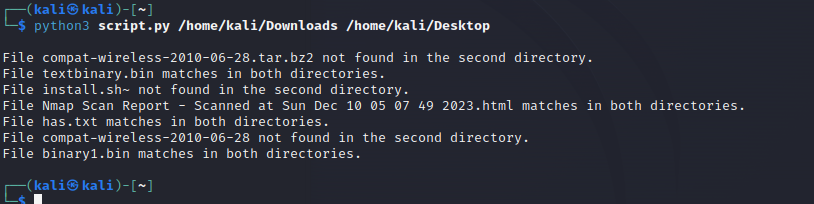 ┌──(kali㉿kali)-[~]
└─$ python3 script.py /home/kali/Downloads /home/kali/Desktop
File compat-wireless-2010-06-28.tar.bz2 not found in the second directory.
File textbinary.bin matches in both directories.
File install.sh~ not found in the second directory.
File Nmap Scan Report - Scanned at Sun Dec 10 05 07 49 2023.html matches in both directories.
File has.txt matches in both directories.
File compat-wireless-2010-06-28 not found in the second directory.
File binary1.bin matches in both directories.
┌──(kali㉿kali)-[~]
└─$